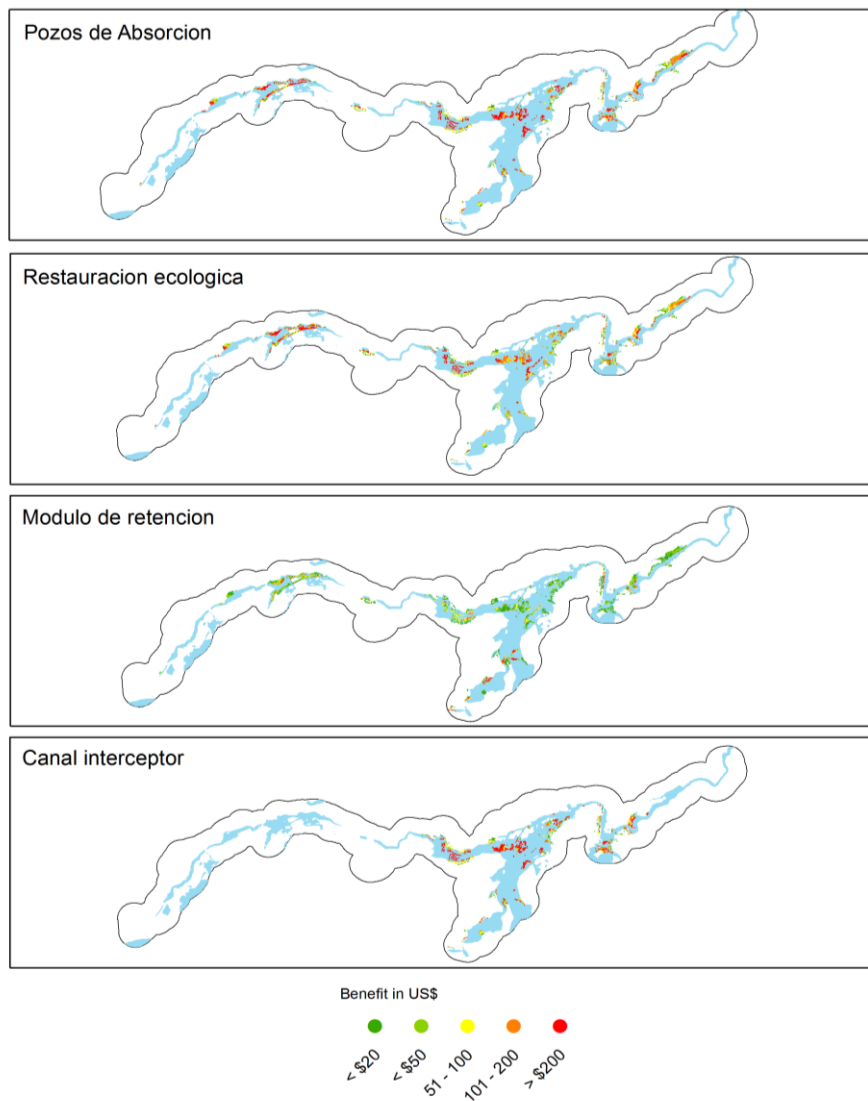 Pozos de Absorcion
Restauracion ecologica
Modulo de retencion
Canal interceptor
Benefit in US$
< $20
< $50
51 - 100
101 - 200
> $200